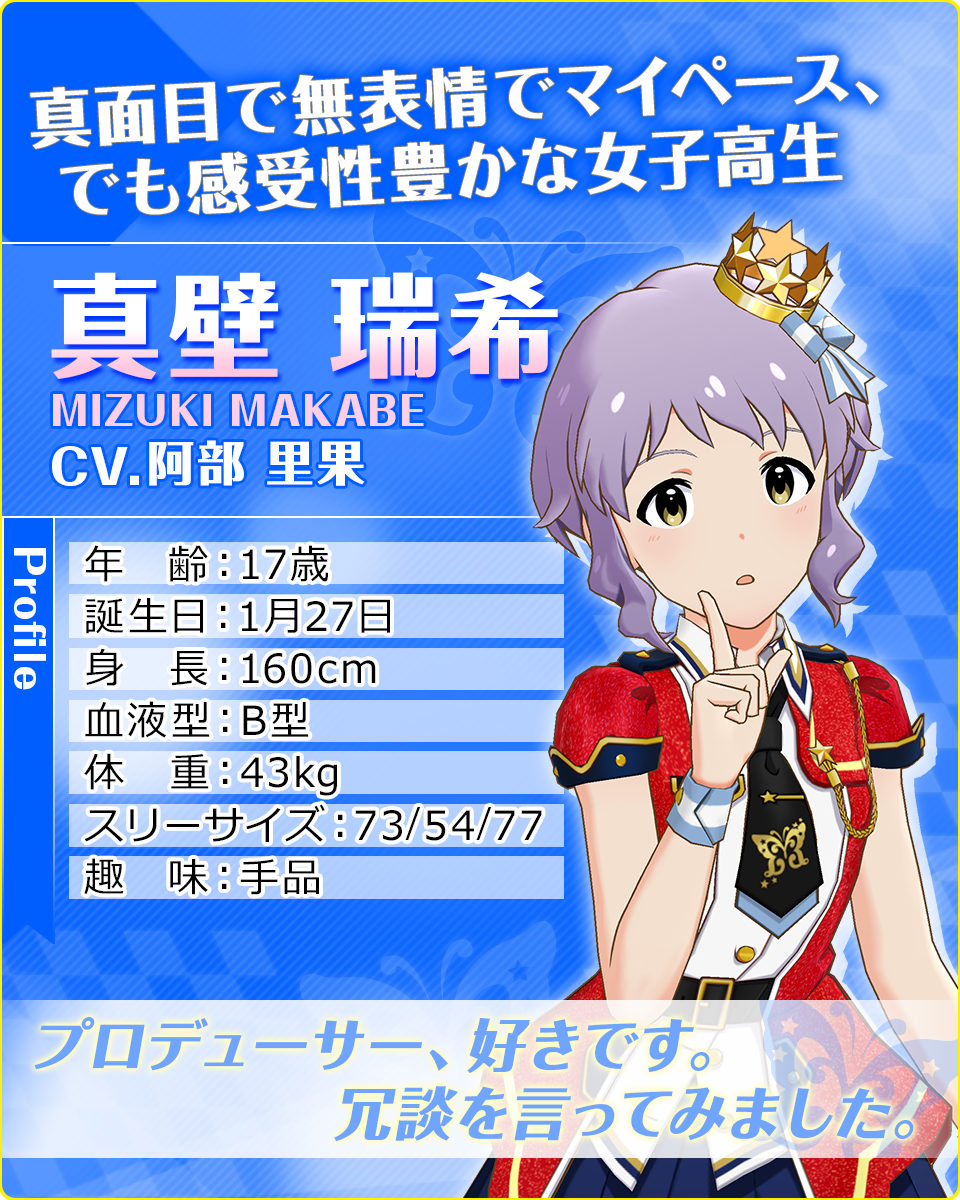 真面目で無表情でマイペース、
でも感受性豊かな女子高生
真壁 瑞希
MIZUKI MAKABE
CV.阿部 里果
Profile
年　齢：17歳
誕生日：1月27日
身　長：160cm
血液型：B型
体　重：43kg
スリーサイズ：73/54/77
趣　味：手品
プロデューサー、好きです。
冗談を言ってみました。